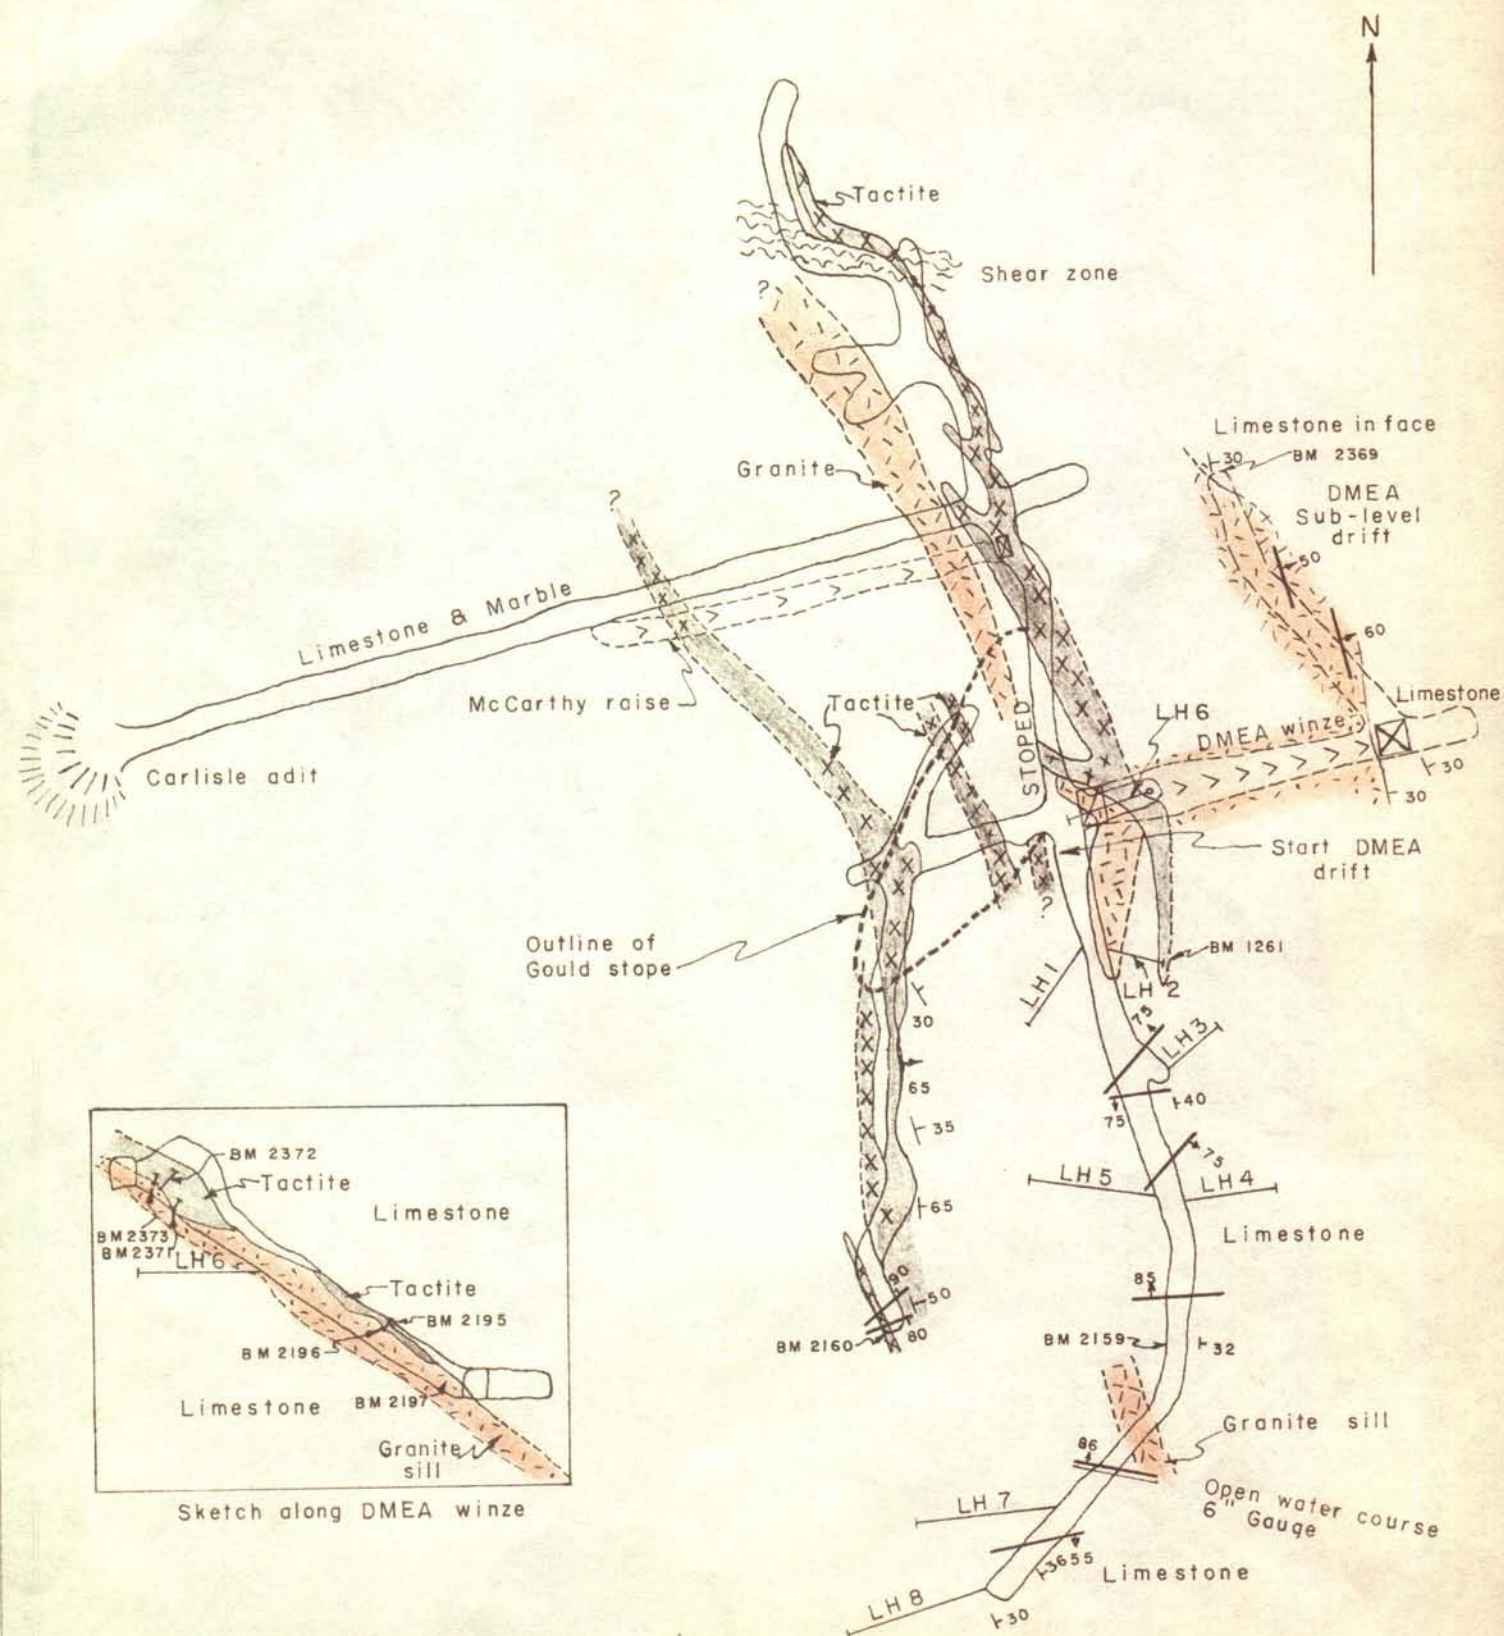 N
Tactite
Shear zone
?
Limestone in face
30
BM 2369
Granite
DMEA
Sub-level
drift
?
50
Limestone & Marble
60
McCarthy raise
Tactite
STOPED
LH 6
DMEA winze
Limestone
30
30
Carlisle adit
Start DMEA
drift
?
Outline of
Gould stope
BM 1261
LH 1
LH 2
30
75
LH 3
65
75
40
35
75
LH 5
LH 4
65
Limestone
90
50
80
BM 2160
85
BM 2159
32
Granite sill
86
Open water course
6" Gauge
LH 7
3655
Limestone
LH 8
30
BM 2372
Tactite
Limestone
BM 2373
BM 2371
LH 6
Tactite
BM 2195
BM 2196
Limestone
BM 2197
Granite
sill
Sketch along DMEA winze